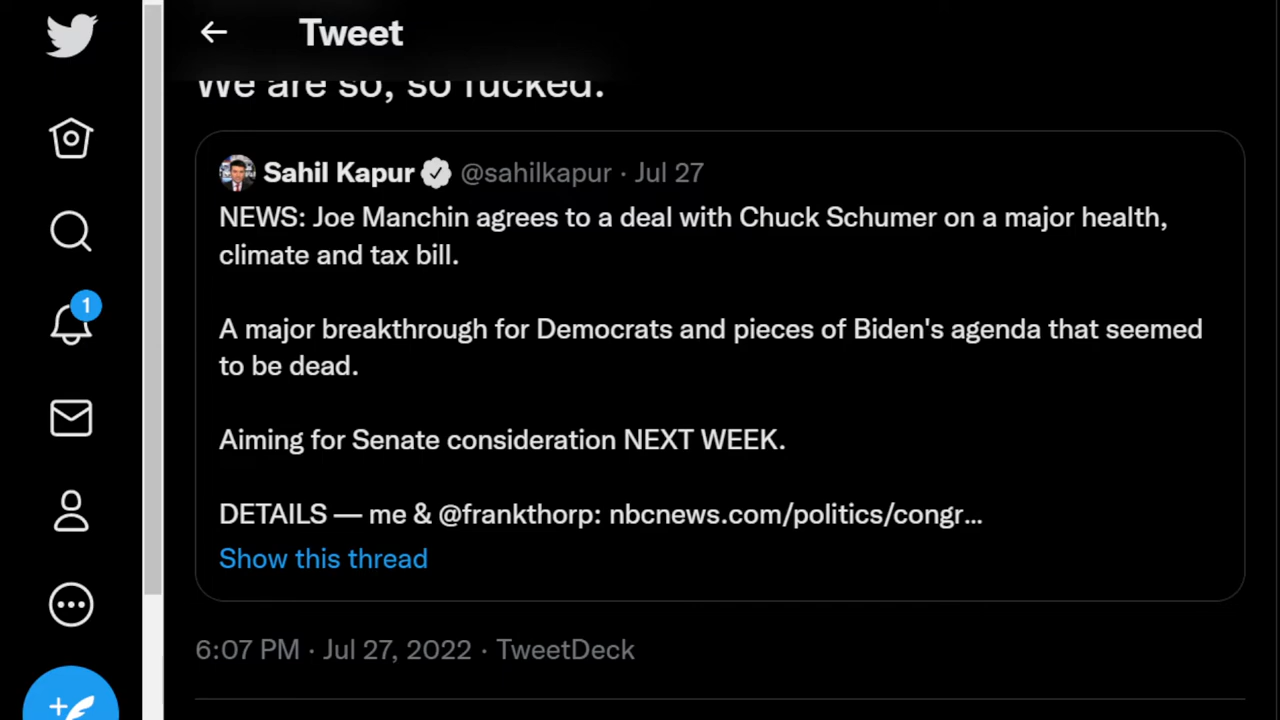 Tweet
We are so, so fucked.
Sahil Kapur @sahilkapur · Jul 27
NEWS: Joe Manchin agrees to a deal with Chuck Schumer on a major health,
climate and tax bill.
A major breakthrough for Democrats and pieces of Biden's agenda that seemed
to be dead.
1
Aiming for Senate consideration NEXT WEEK.
DETAILS — me & @frankthorp: nbcnews.com/politics/congr...
Show this thread
6:07 PM · Jul 27, 2022 · TweetDeck